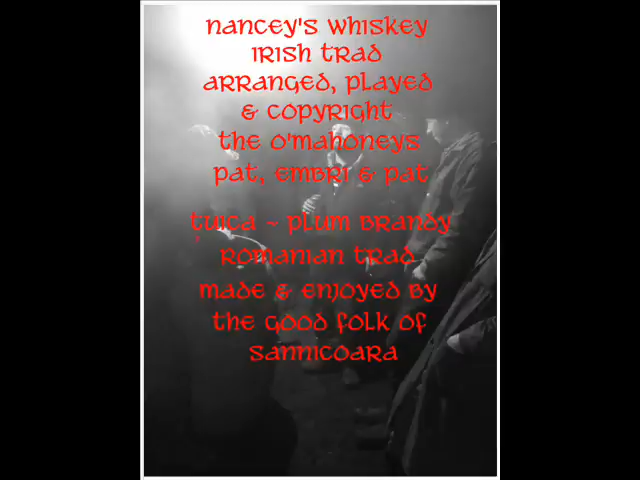 Nancey's Whiskey
Irish Trad
Arranged, Played
& Copyright
The O'Mahoneys
Pat, Embri & Pat
Tuica ~ Plum Brandy
Romanian Trad
Made & Enjoyed by
The Good Folk of
Sannicoara